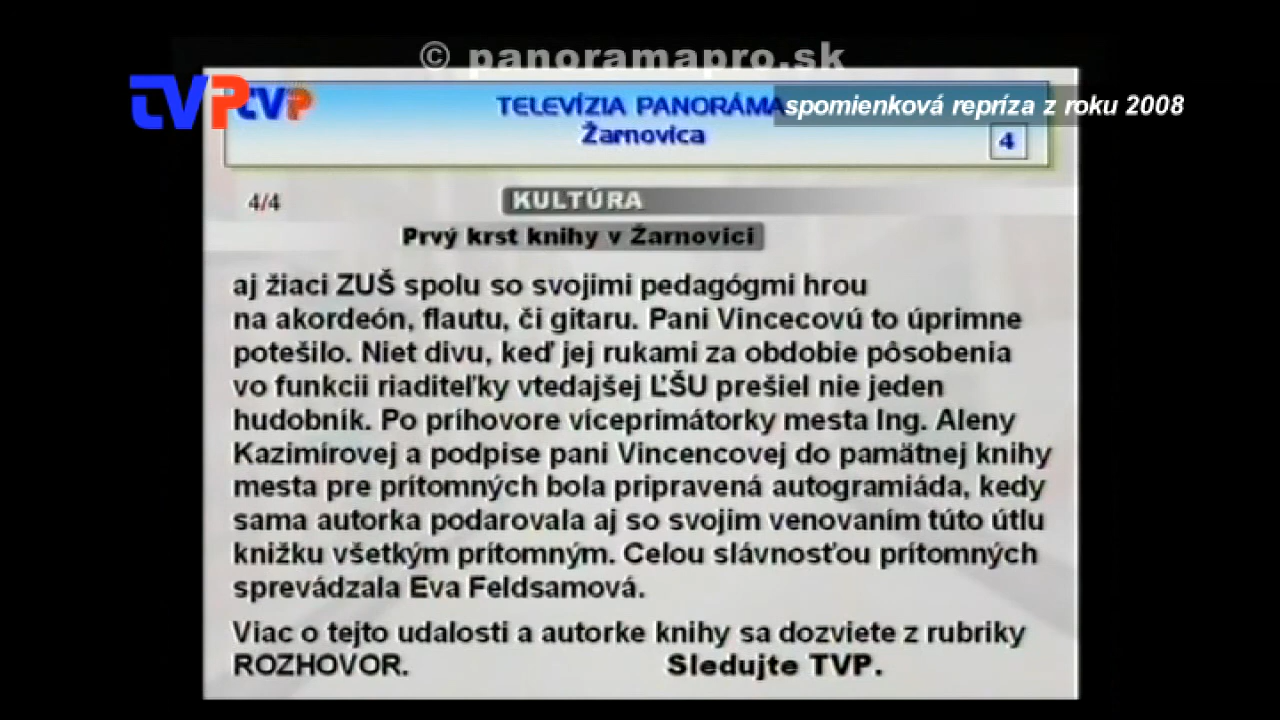 © panoramapro.sk
TVP TVP
TELEVÍZIA PANORÁMA
spomienková repríza z roku 2008
Žarnovica
4
4/4
KULTÚRA
Prvý krst knihy v Žarnovici
aj žiaci ZUŠ spolu so svojimi pedagógmi hrou
na akordeón, flautu, či gitaru. Pani Vincecovú to úprimne
potešilo. Niet divu, keď jej rukami za obdobie pôsobenia
vo funkcii riaditeľky vtedajšej ĽŠU prešiel nie jeden
hudobník. Po príhovore víceprimátorky mesta Ing. Aleny
Kazimírovej a podpise pani Vincencovej do pamätnej knihy
mesta pre prítomných bola pripravená autogramiáda, kedy
sama autorka podarovala aj so svojim venovaním túto útlu
knižku všetkým prítomným. Celou slávnosťou prítomných
sprevádzala Eva Feldsamová.
Viac o tejto udalosti a autorke knihy sa dozviete z rubriky
ROZHOVOR. Sledujte TVP.